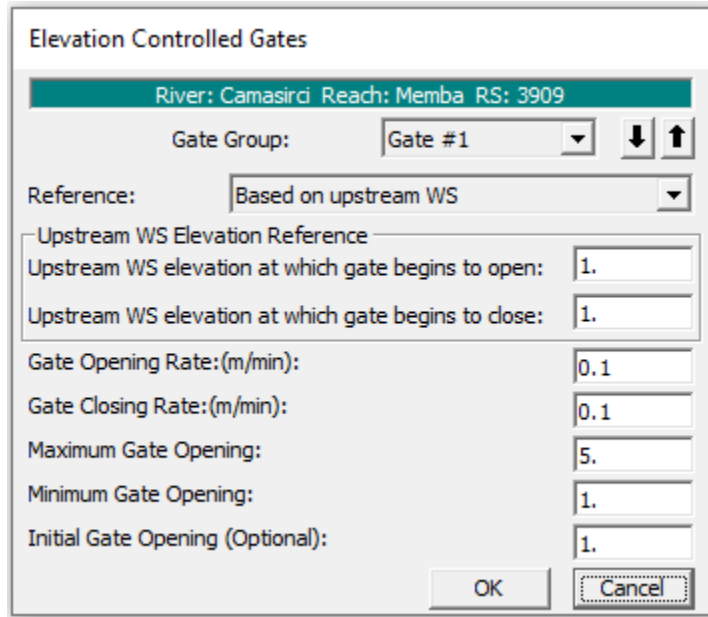 Elevation Controlled Gates
River: Camasirci Reach: Memba RS: 3909
Gate Group: Gate #1
Reference: Based on upstream WS
Upstream WS Elevation Reference
Upstream WS elevation at which gate begins to open: 1.
Upstream WS elevation at which gate begins to close: 1.
Gate Opening Rate:(m/min): 0.1
Gate Closing Rate:(m/min): 0.1
Maximum Gate Opening: 5.
Minimum Gate Opening: 1.
Initial Gate Opening (Optional): 1.
OK Cancel